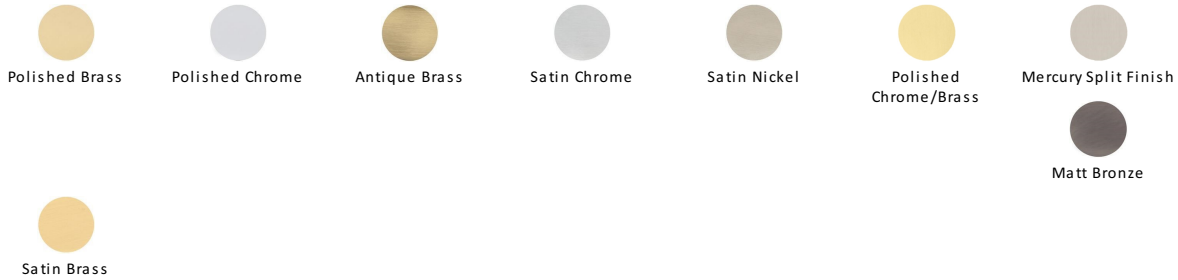 Polished Brass
Polished Chrome
Antique Brass
Satin Chrome
Satin Nickel
Polished
Chrome/Brass
Mercury Split Finish
Matt Bronze
Satin Brass